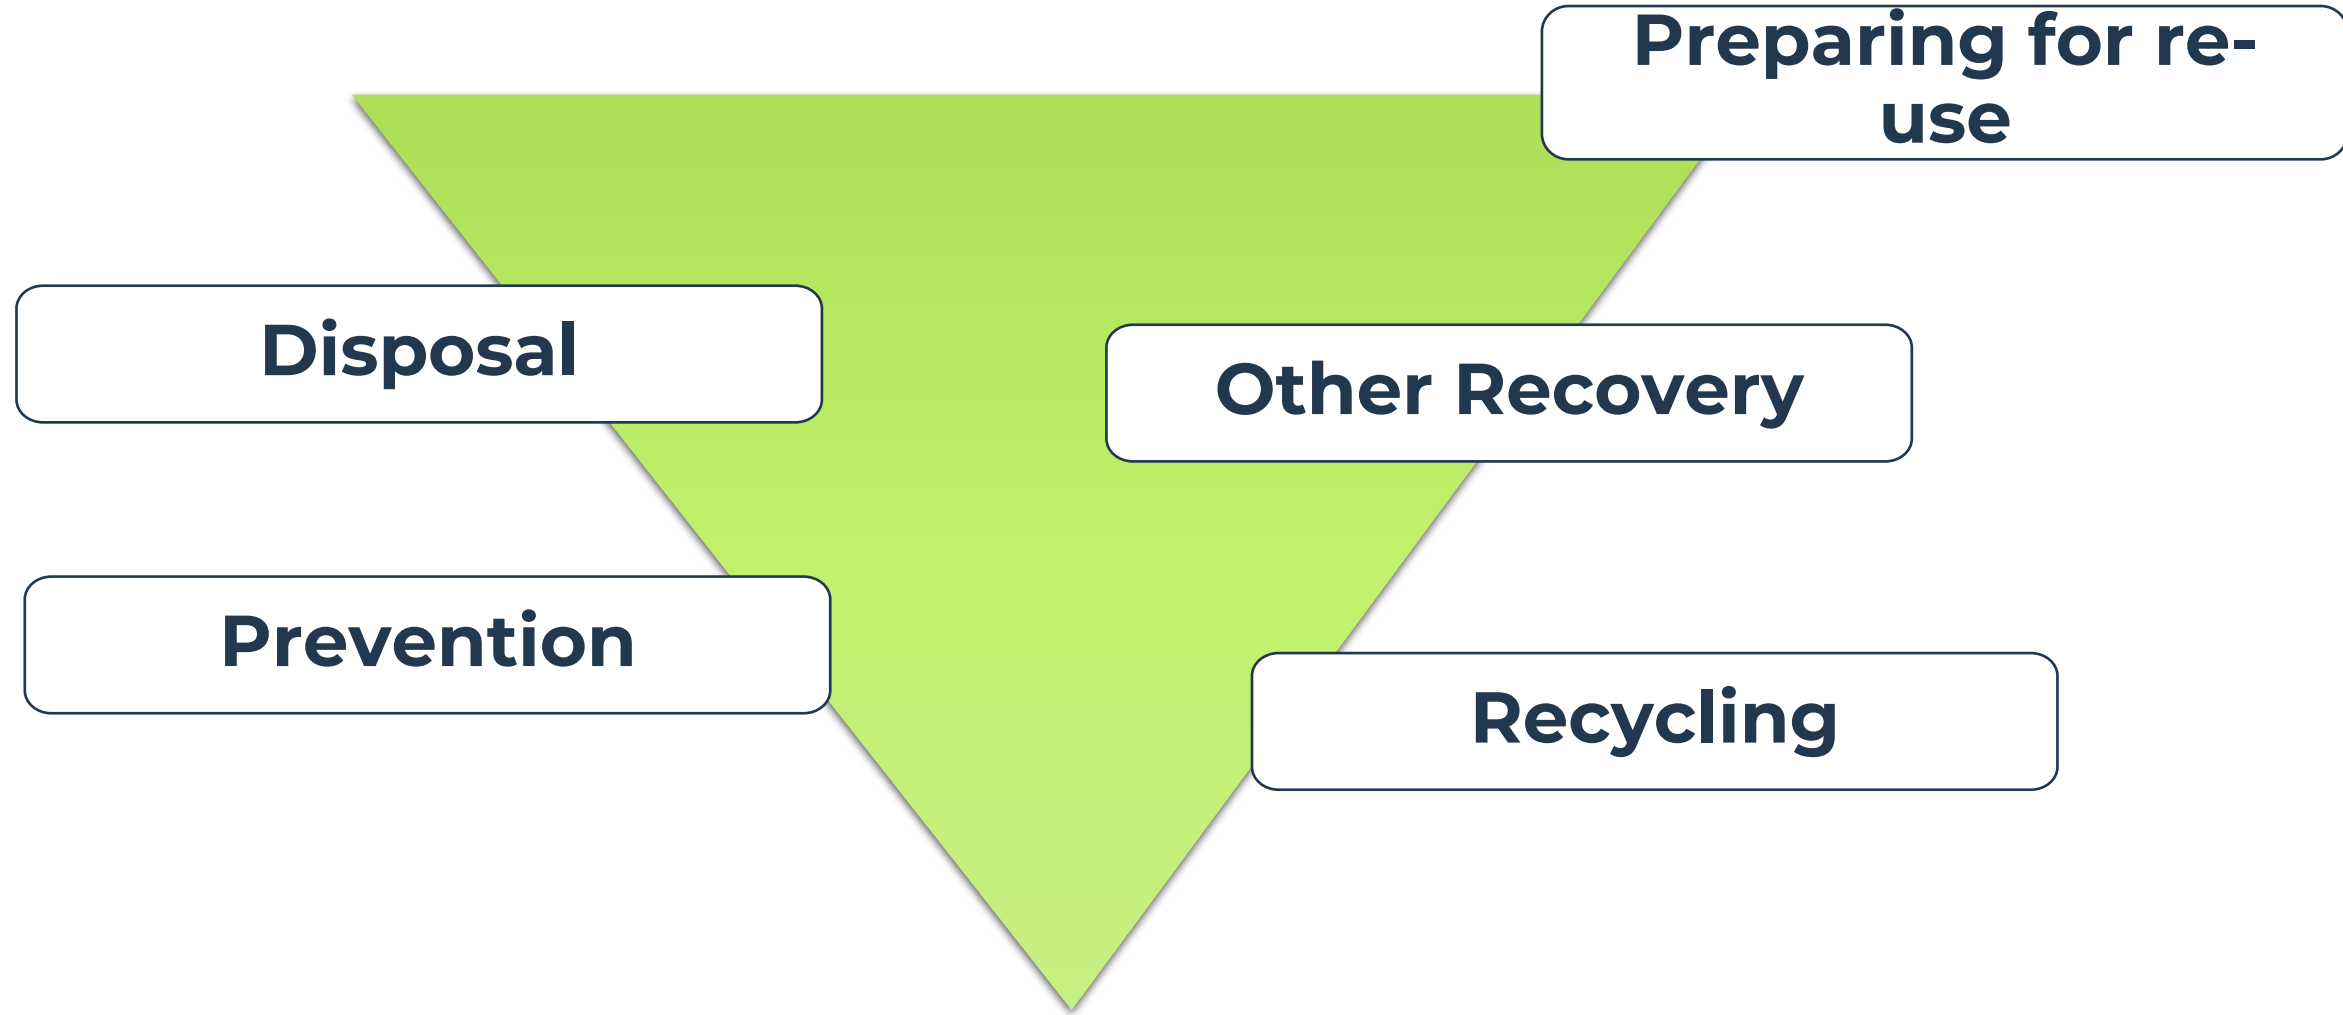 Preparing for re-
use
Disposal
Other Recovery
Prevention
Recycling